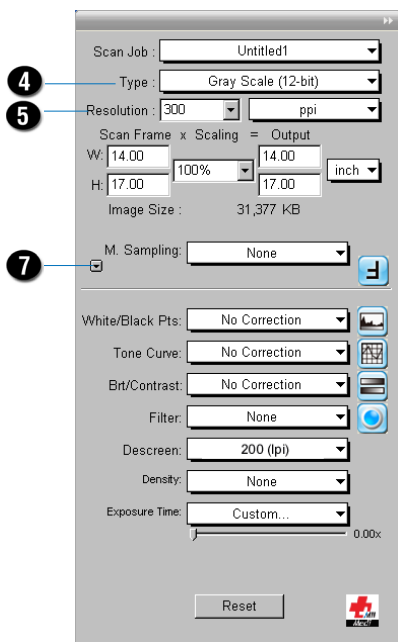 Scan Job : Untitled1
4 Type : Gray Scale (12-bit)
5 Resolution : 300 ppi
Scan Frame x Scaling = Output
W: 14.00 100% 14.00 inch
H: 17.00 17.00
Image Size : 31,377 KB
7 M. Sampling: None
White/Black Pts: No Correction
Tone Curve: No Correction
Brt/Contrast: No Correction
Filter: None
Descreen: 200 (lpi)
Density: None
Exposure Time: Custom...
0.00x
Reset